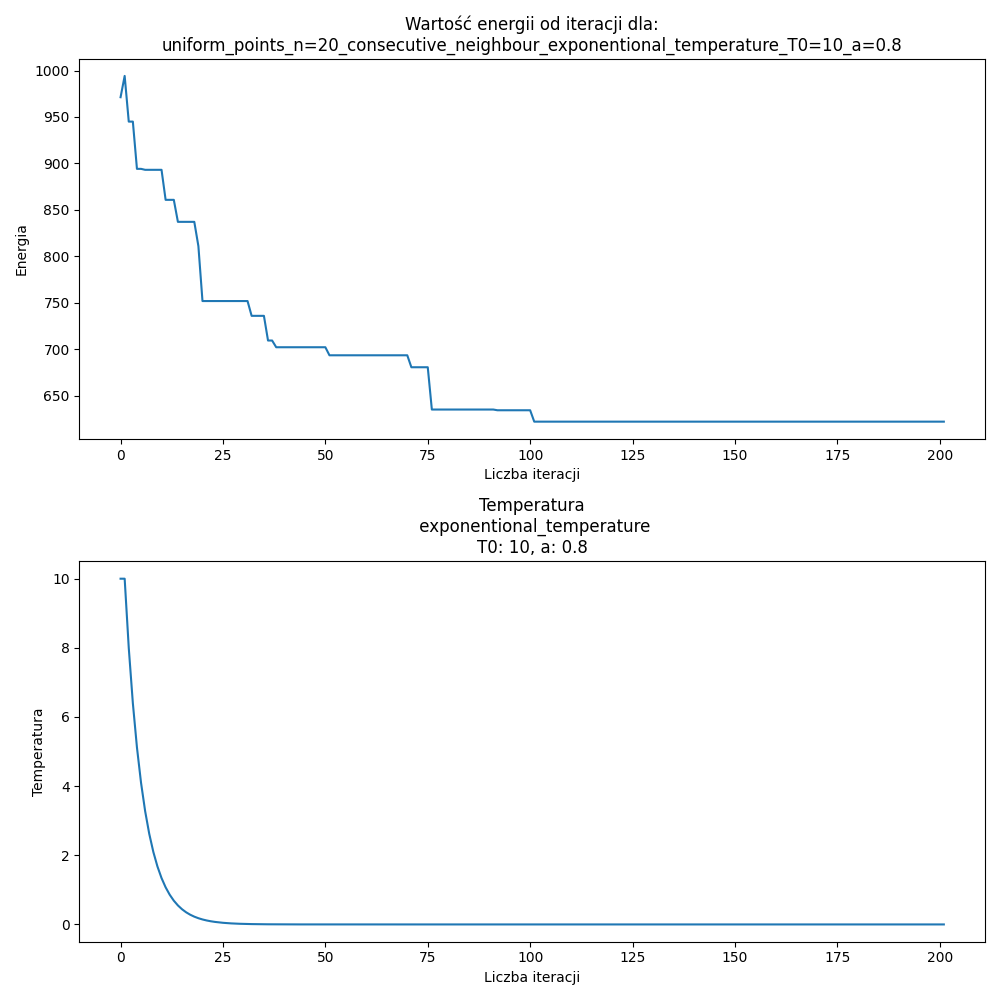 Wartość energii od iteracji dla:
uniform_points_n=20_consecutive_neighbour_exponentional_temperature_T0=10_a=0.8
1000
950
900
850
800
750
700
650
Energia
0 25 50 75 100 125 150 175 200
Liczba iteracji
Temperatura
exponentional_temperature
T0: 10, a: 0.8
10
8
6
4
2
0
Temperatura
0 25 50 75 100 125 150 175 200
Liczba iteracji